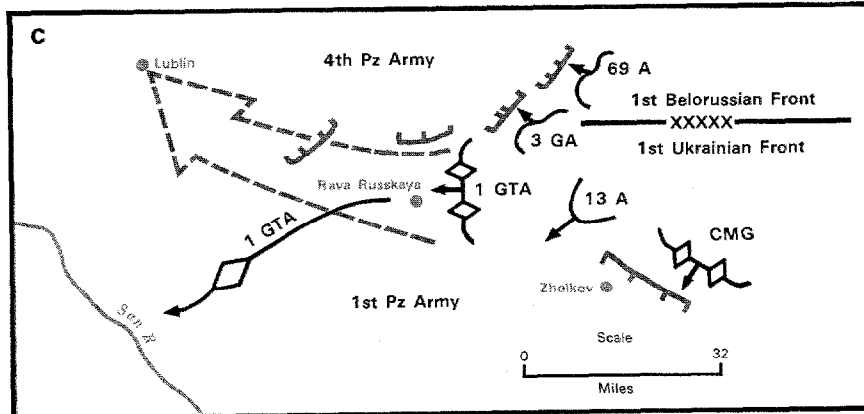 C
Lublin
4th Pz Army
69 A
1st Belorussian Front
XXXXX
3 GA
1st Ukrainian Front
Rava Russkaya
1 GTA
13 A
1 GTA
CMG
1st Pz Army
Zholkov
San R
Scale
0 32
Miles